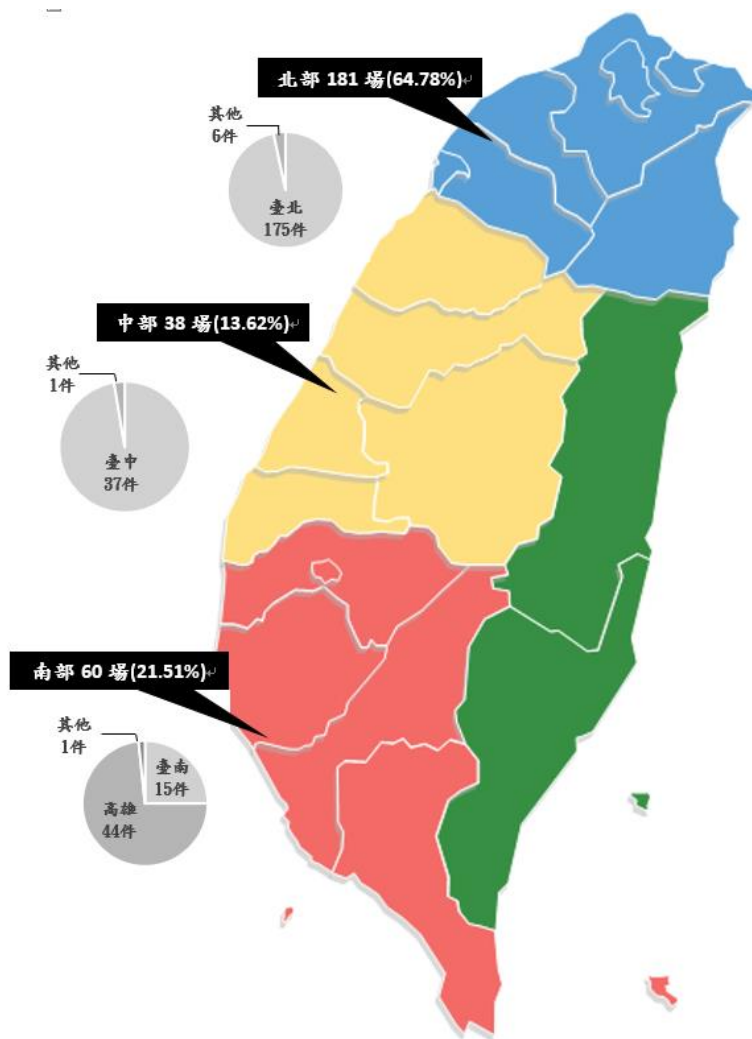 北部 181 場(64.78%)↵
其他
6件
臺北
175件
中部 38 場(13.62%)↵
其他
1件
臺中
37件
南部 60 場(21.51%)↵
其他
1件
臺南
15件
高雄
44件